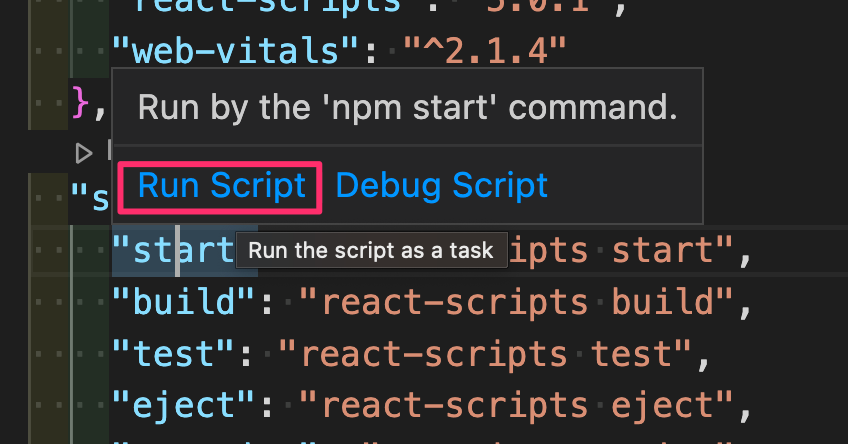 "react-scripts": "5.0.1",
"web-vitals": "^2.1.4"
},
Run by the 'npm start' command.
Run Script Debug Script
"s
"start
Run the script as a task
ipts start",
"build": "react-scripts build",
"test": "react-scripts test",
"eject": "react-scripts eject",